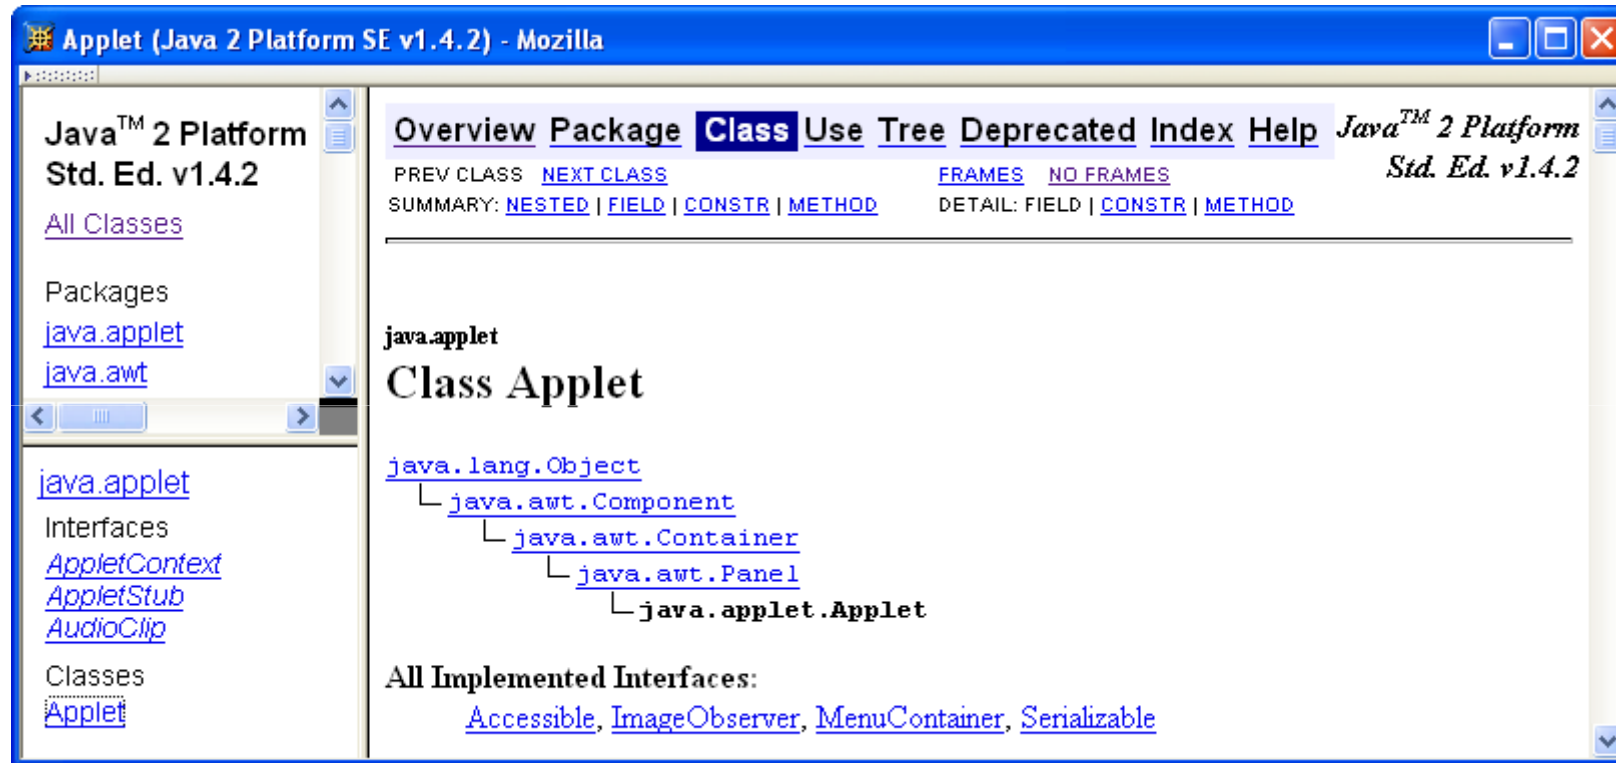 Applet (Java 2 Platform SE v1.4.2) - Mozilla
Java™ 2 Platform
Std. Ed. v1.4.2
All Classes
Packages
java.applet
java.awt
java.applet
Interfaces
AppletContext
AppletStub
AudioClip
Classes
Applet
Overview Package Class Use Tree Deprecated Index Help
Java™ 2 Platform
Std. Ed. v1.4.2
PREV CLASS NEXT CLASS
FRAMES NO FRAMES
SUMMARY: NESTED | FIELD | CONSTR | METHOD
DETAIL: FIELD | CONSTR | METHOD
java.applet
Class Applet
java.lang.Object
java.awt.Component
java.awt.Container
java.awt.Panel
java.applet.Applet
All Implemented Interfaces:
Accessible, ImageObserver, MenuContainer, Serializable